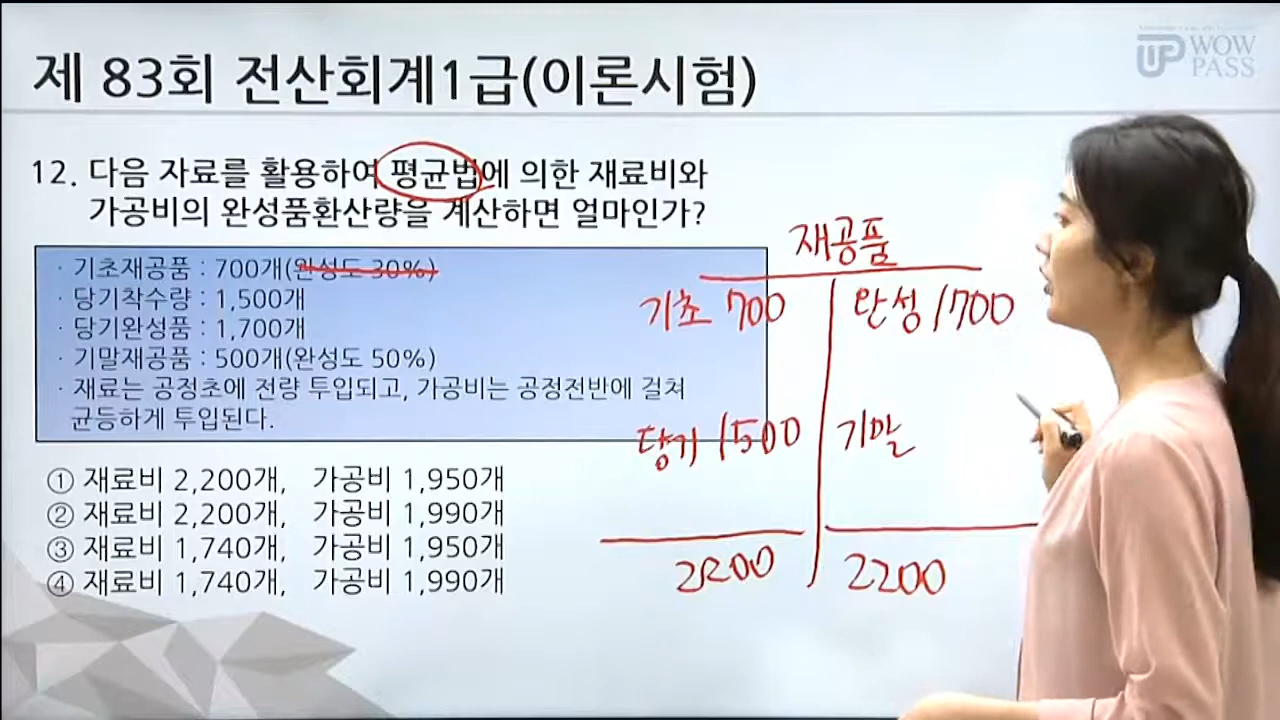 제 83회 전산회계1급(이론시험)
UP WOW PASS
12. 다음 자료를 활용하여 평균법에 의한 재료비와
가공비의 완성품환산량을 계산하면 얼마인가?
· 기초재공품 : 700개(완성도 30%)
· 당기착수량 : 1,500개
· 당기완성품 : 1,700개
· 기말재공품 : 500개(완성도 50%)
· 재료는 공정초에 전량 투입되고, 가공비는 공정전반에 걸쳐
균등하게 투입된다.
① 재료비 2,200개, 가공비 1,950개
② 재료비 2,200개, 가공비 1,990개
③ 재료비 1,740개, 가공비 1,950개
④ 재료비 1,740개, 가공비 1,990개
재공품
기초 700 완성 1700
당기 1500 기말
2200 2200